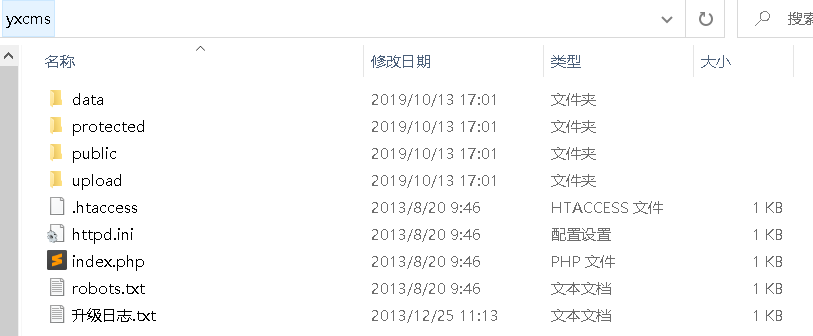 yxcms
搜索
名称 修改日期 类型 大小
data 2019/10/13 17:01 文件夹
protected 2019/10/13 17:01 文件夹
public 2019/10/13 17:01 文件夹
upload 2019/10/13 17:01 文件夹
.htaccess 2013/8/20 9:46 HTACCESS 文件 1 KB
httpd.ini 2013/8/20 9:46 配置设置 1 KB
index.php 2013/8/20 9:46 PHP 文件 1 KB
robots.txt 2013/8/20 9:46 文本文档 1 KB
升级日志.txt 2013/12/25 11:13 文本文档 1 KB